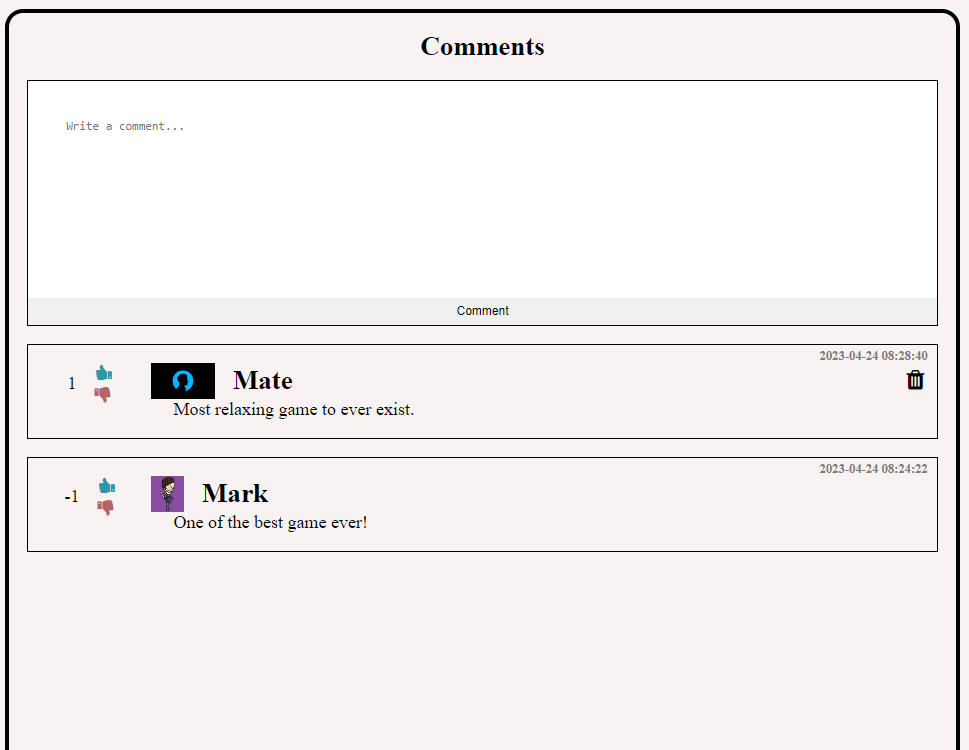 Comments
Write a comment...
Comment
2023-04-24 08:28:40
1
Mate
Most relaxing game to ever exist.
2023-04-24 08:24:22
-1
Mark
One of the best game ever!